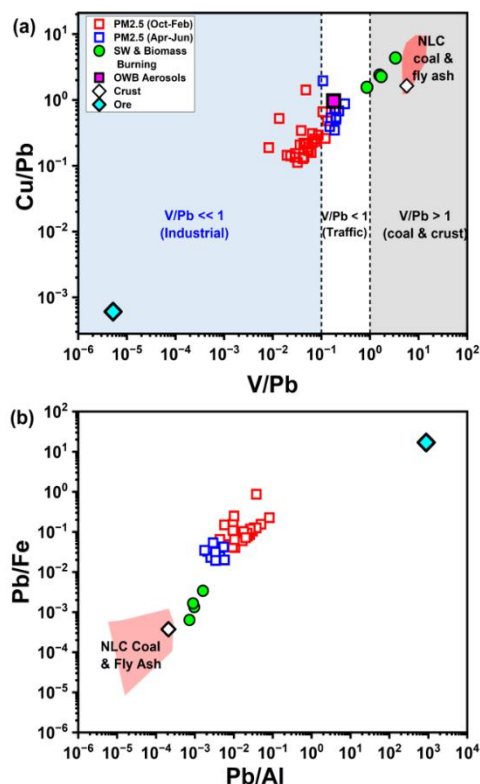 (a)
PM2.5 (Oct-Feb)
PM2.5 (Apr-Jun)
SW & Biomass
Burning
OWB Aerosols
Crust
Ore
NLC
coal &
fly ash
V/Pb << 1
(Industrial)
V/Pb < 1
(Traffic)
V/Pb > 1
(coal & crust)
Cu/Pb
10²
10¹
10⁰
10⁻¹
10⁻²
10⁻³
10⁻⁶ 10⁻⁵ 10⁻⁴ 10⁻³ 10⁻² 10⁻¹ 10⁰ 10¹ 10²
V/Pb
(b)
Pb/Fe
10²
10¹
10⁰
10⁻¹
10⁻²
10⁻³
10⁻⁴
10⁻⁵
10⁻⁶
NLC Coal
& Fly Ash
10⁻⁶ 10⁻⁵ 10⁻⁴ 10⁻³ 10⁻² 10⁻¹ 10⁰ 10¹ 10² 10³ 10⁴
Pb/Al